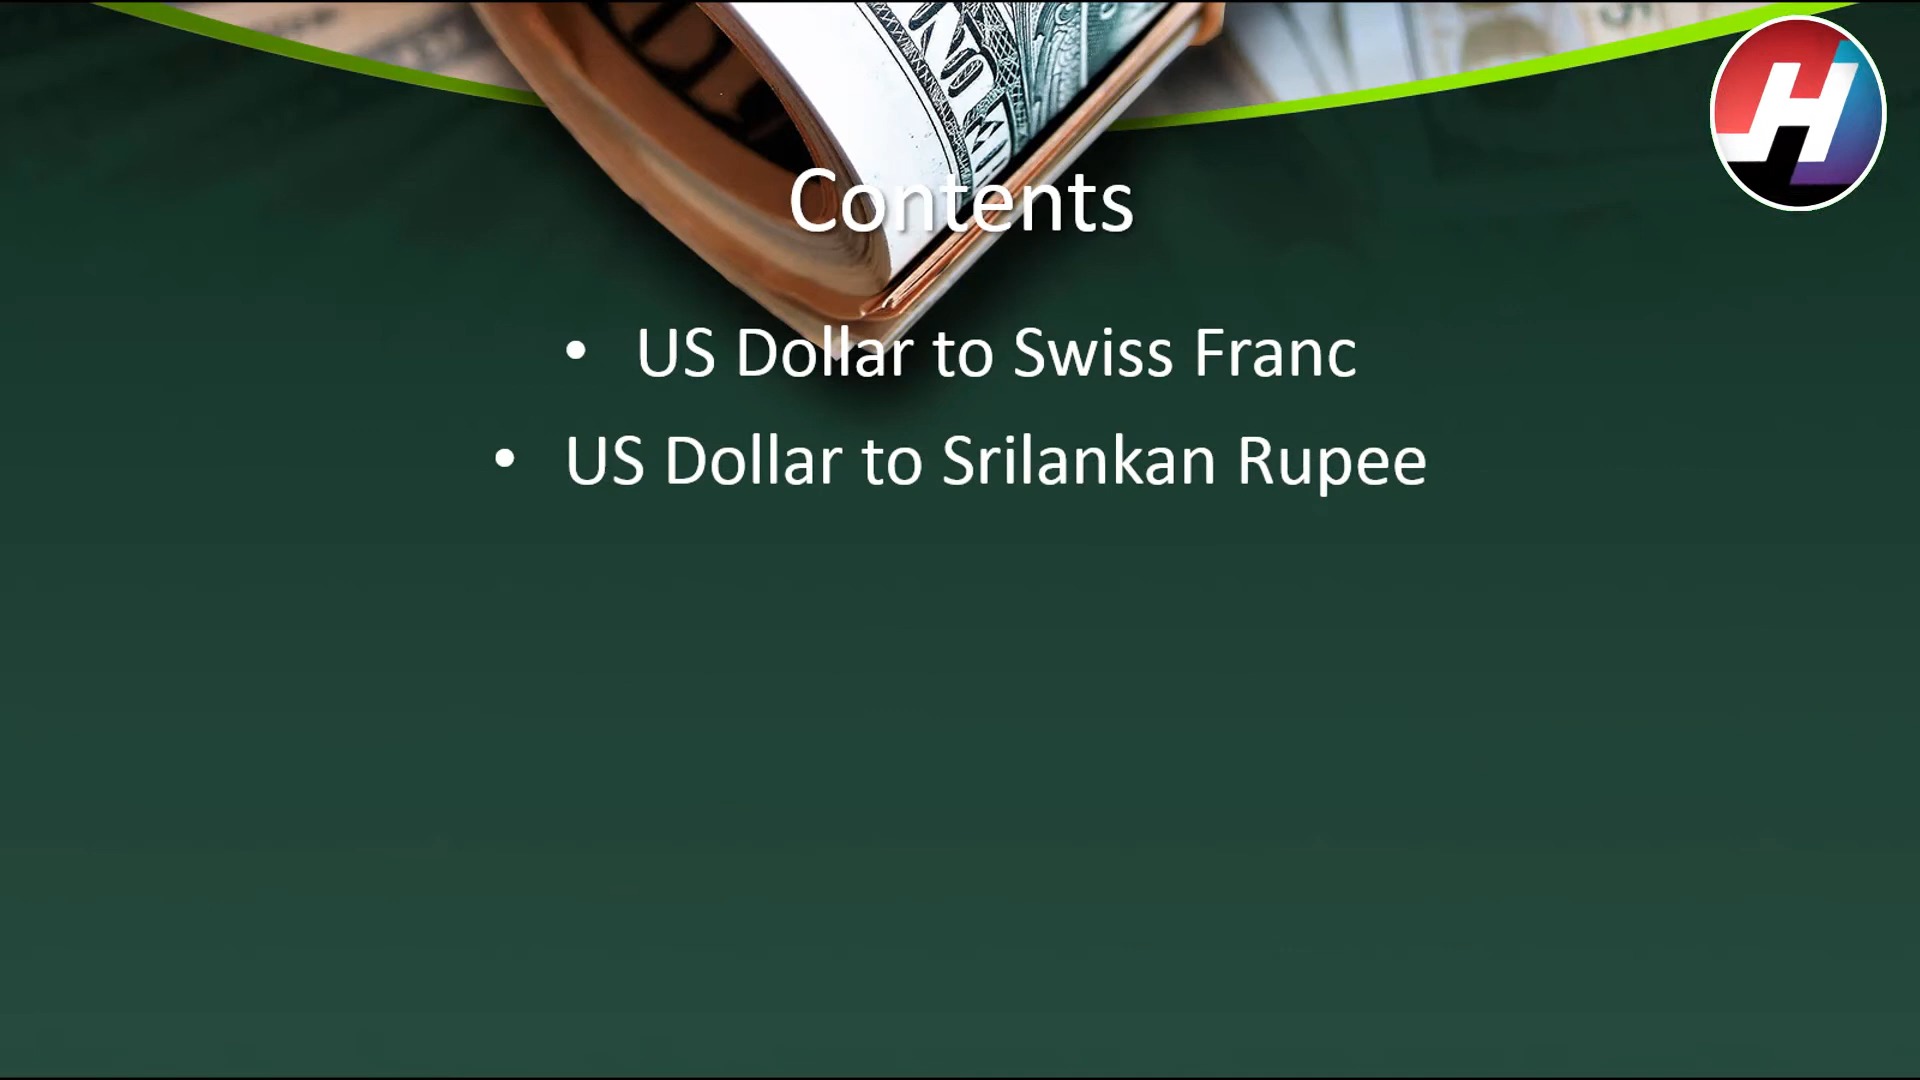 Contents
• US Dollar to Swiss Franc
• US Dollar to Srilankan Rupee
H